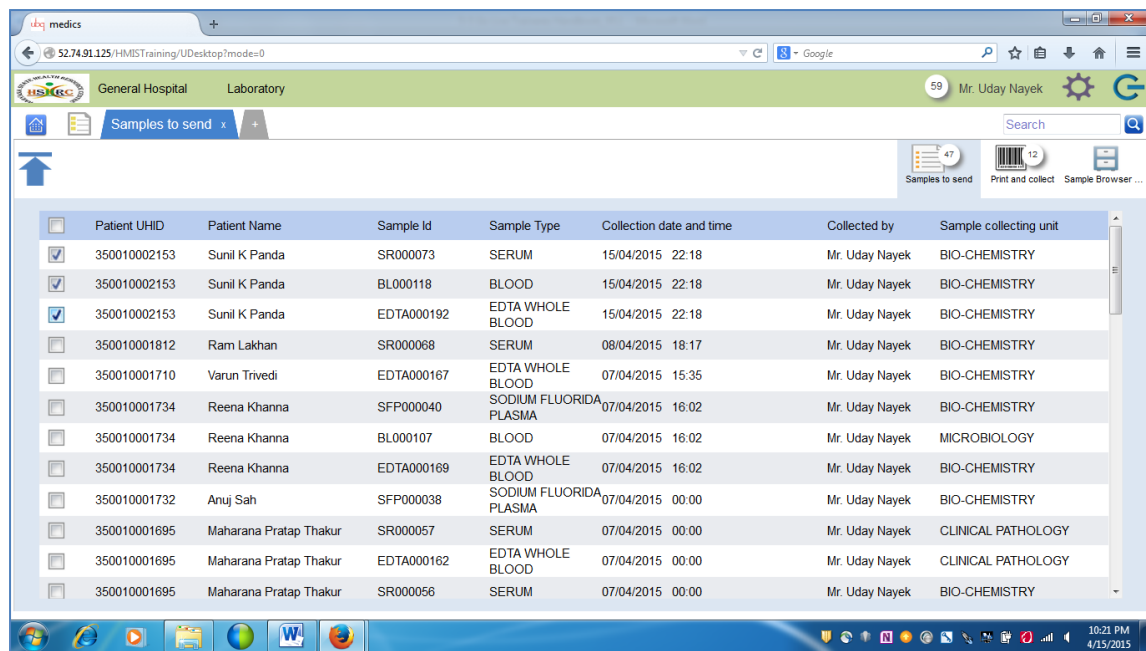 ubq medics
+
52.74.91.125/HMISTraining/UDesktop?mode=0
Google
HSHRC General Hospital Laboratory 59 Mr. Uday Nayek
Samples to send x + Search
47 12
Samples to send Print and collect Sample Browser ...
Patient UHID Patient Name Sample Id Sample Type Collection date and time Collected by Sample collecting unit
350010002153 Sunil K Panda SR000073 SERUM 15/04/2015 22:18 Mr. Uday Nayek BIO-CHEMISTRY
350010002153 Sunil K Panda BL000118 BLOOD 15/04/2015 22:18 Mr. Uday Nayek BIO-CHEMISTRY
350010002153 Sunil K Panda EDTA000192 EDTA WHOLE BLOOD 15/04/2015 22:18 Mr. Uday Nayek BIO-CHEMISTRY
350010001812 Ram Lakhan SR000068 SERUM 08/04/2015 18:17 Mr. Uday Nayek BIO-CHEMISTRY
350010001710 Varun Trivedi EDTA000167 EDTA WHOLE BLOOD 07/04/2015 15:35 Mr. Uday Nayek BIO-CHEMISTRY
350010001734 Reena Khanna SFP000040 SODIUM FLUORIDA PLASMA 07/04/2015 16:02 Mr. Uday Nayek BIO-CHEMISTRY
350010001734 Reena Khanna BL000107 BLOOD 07/04/2015 16:02 Mr. Uday Nayek MICROBIOLOGY
350010001734 Reena Khanna EDTA000169 EDTA WHOLE BLOOD 07/04/2015 16:02 Mr. Uday Nayek BIO-CHEMISTRY
350010001732 Anuj Sah SFP000038 SODIUM FLUORIDA PLASMA 07/04/2015 00:00 Mr. Uday Nayek BIO-CHEMISTRY
350010001695 Maharana Pratap Thakur SR000057 SERUM 07/04/2015 00:00 Mr. Uday Nayek CLINICAL PATHOLOGY
350010001695 Maharana Pratap Thakur EDTA000162 EDTA WHOLE BLOOD 07/04/2015 00:00 Mr. Uday Nayek CLINICAL PATHOLOGY
350010001695 Maharana Pratap Thakur SR000056 SERUM 07/04/2015 00:00 Mr. Uday Nayek BIO-CHEMISTRY
10:21 PM
4/15/2015